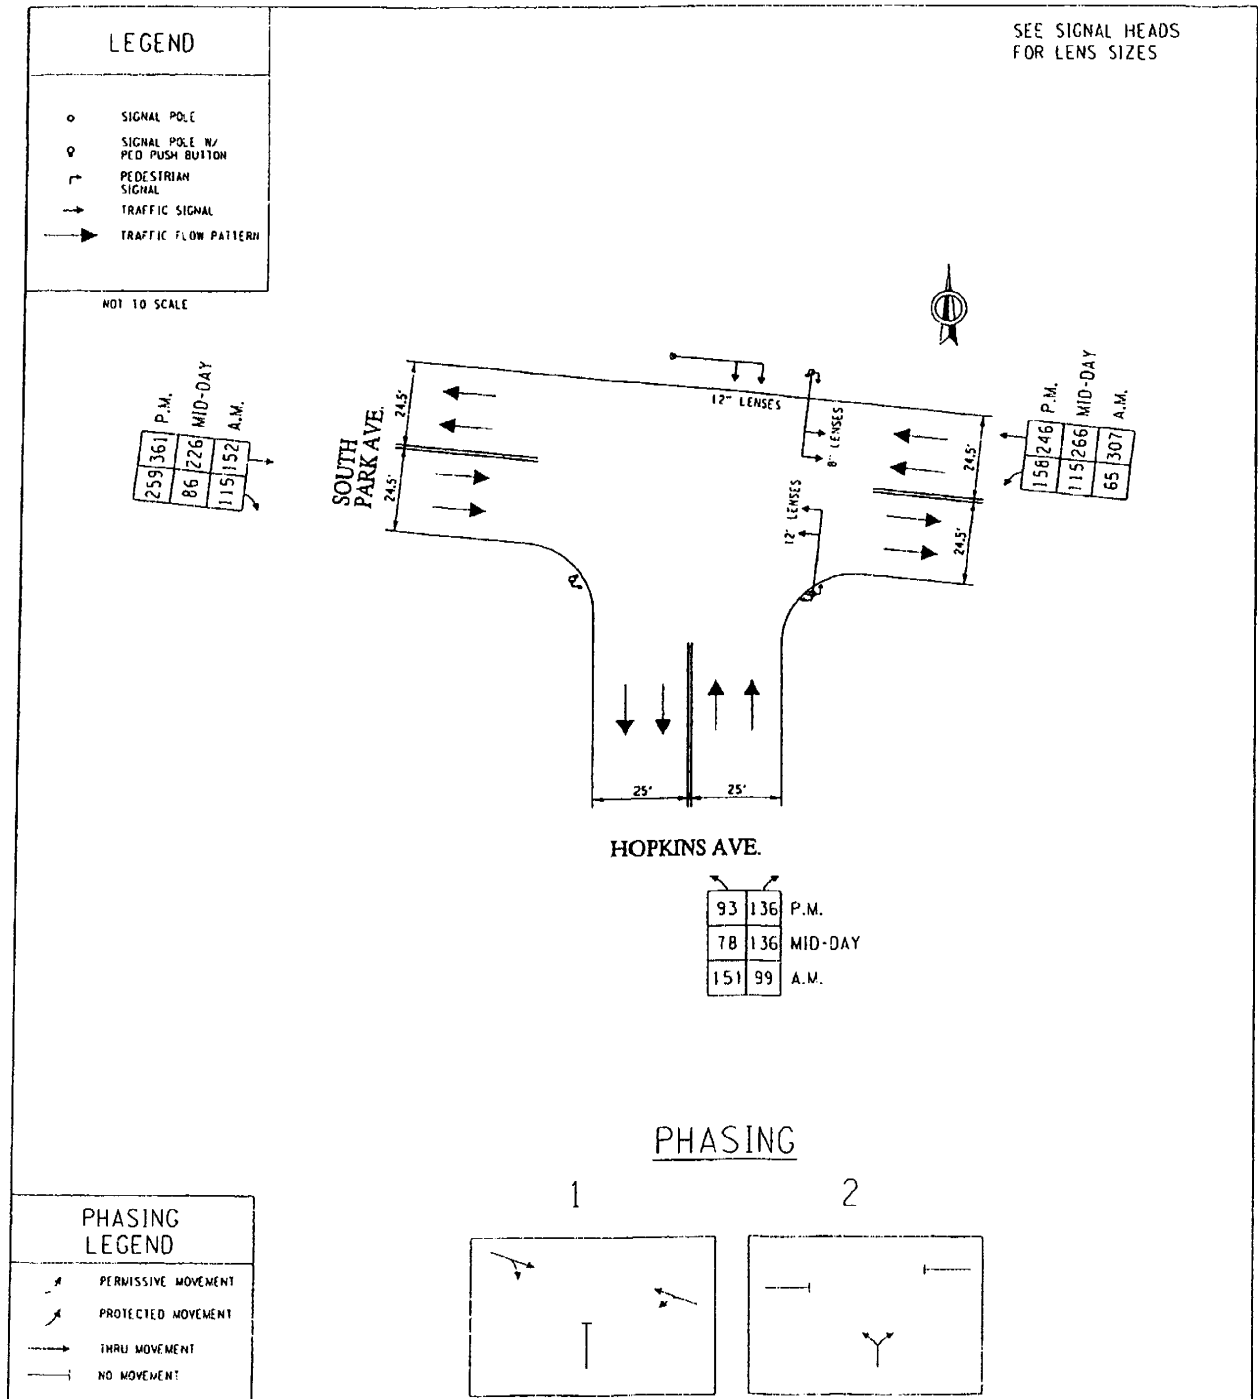 LEGEND
SIGNAL POLE
SIGNAL POLE W/
PED PUSH BUTTON
PEDESTRIAN
SIGNAL
TRAFFIC SIGNAL
TRAFFIC FLOW PATTERN
NOT TO SCALE
SEE SIGNAL HEADS
FOR LENS SIZES
P.M.
MID-DAY
A.M.
361
226
152
259
86
115
SOUTH
PARK AVE.
24.5'
24.5'
12" LENSES
8" LENSES
12" LENSES
24.5'
24.5'
P.M.
MID-DAY
A.M.
246
266
307
158
115
65
25' 25'
HOPKINS AVE.
93 136 P.M.
78 136 MID-DAY
151 99 A.M.
PHASING
1 2
PHASING
LEGEND
PERMISSIVE MOVEMENT
PROTECTED MOVEMENT
THRU MOVEMENT
NO MOVEMENT